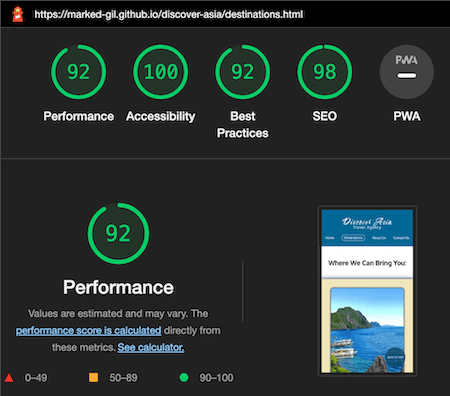 https://marked-gil.github.io/discover-asia/destinations.html
92
100
92
98
PWA
Performance
Accessibility
Best
Practices
SEO
PWA
92
Performance
Values are estimated and may vary. The
performance score is calculated directly from
these metrics. See calculator.
0–49
50–89
90–100
Discover Asia
Travel Agency
Home
Destinations
About Us
Contact Us
Where We Can Bring You: